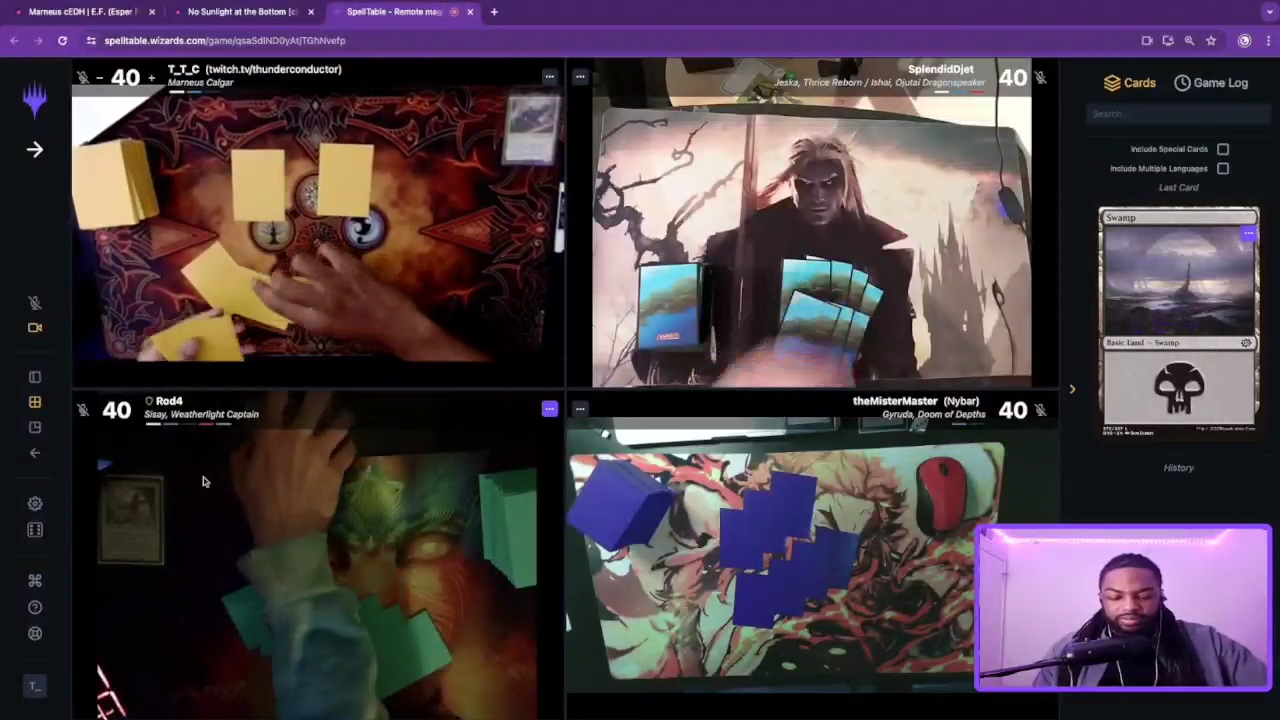 Marneus cEDH | E.F. (Esper
No Sunlight at the Bottom [c
SpellTable - Remote mag
spelltable.wizards.com/game/qsaSdIND0yAtjTGhNvefp
- 40 +
T_T_C (twitch.tv/thunderconductor)
Marneus Calgar
SplendidDjet
Jeska, Thrice Reborn / Ishai, Ojutai Dragonspeaker
40
Cards
Game Log
Search...
Include Special Cards
Include Multiple Languages
Last Card
Swamp
Basic Land — Swamp
History
40
Rod4
Sisay, Weatherlight Captain
theMisterMaster (Nybar)
Gyruda, Doom of Depths
40
T_